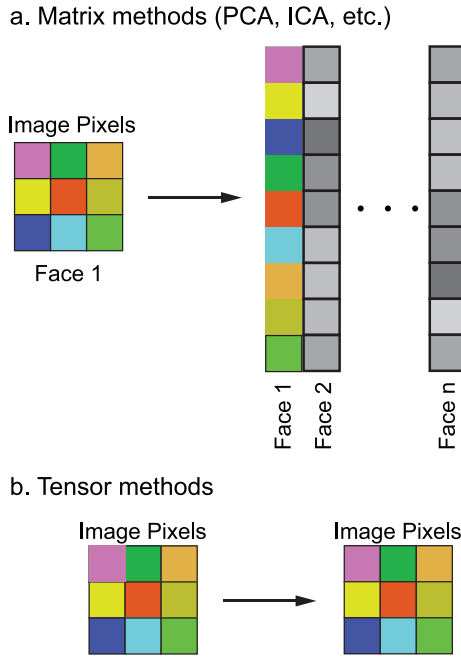 a. Matrix methods (PCA, ICA, etc.)
Image Pixels
Face 1
Face 1
Face 2
Face n
b. Tensor methods
Image Pixels
Image Pixels